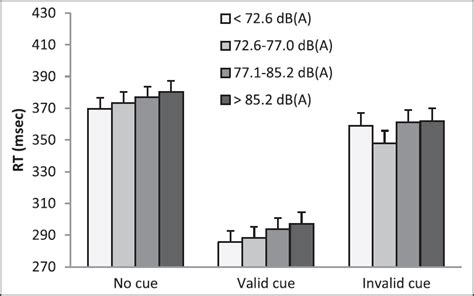 430
410
390
370
350
330
310
290
270
RT (msec)
< 72.6 dB(A)
72.6-77.0 dB(A)
77.1-85.2 dB(A)
> 85.2 dB(A)
No cue
Valid cue
Invalid cue